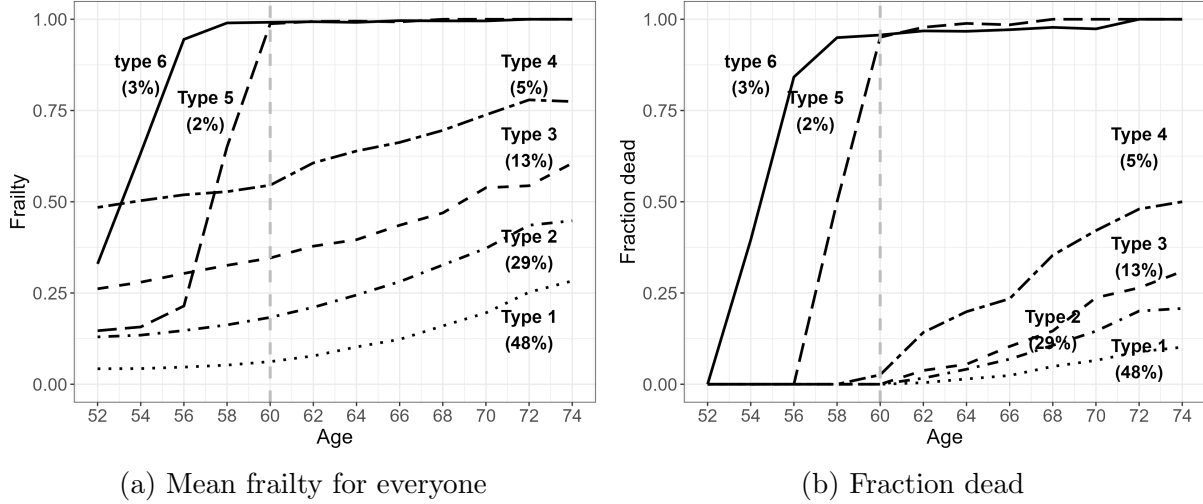 1.00
0.75
0.50
0.25
0.00
Frailty
type 6
(3%)
Type 5
(2%)
Type 4
(5%)
Type 3
(13%)
Type 2
(29%)
Type 1
(48%)
52 54 56 58 60 62 64 66 68 70 72 74
Age
(a) Mean frailty for everyone
1.00
0.75
0.50
0.25
0.00
Fraction dead
type 6
(3%)
Type 5
(2%)
Type 4
(5%)
Type 3
(13%)
Type 2
(29%)
Type 1
(48%)
52 54 56 58 60 62 64 66 68 70 72 74
Age
(b) Fraction dead